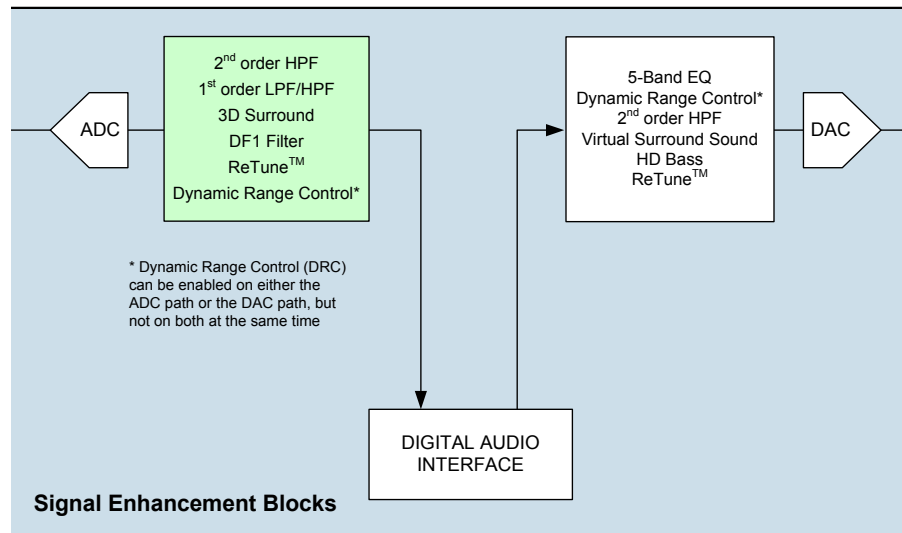 ADC
2nd order HPF
1st order LPF/HPF
3D Surround
DF1 Filter
ReTune™
Dynamic Range Control*
5-Band EQ
Dynamic Range Control*
2nd order HPF
Virtual Surround Sound
HD Bass
ReTune™
DAC
* Dynamic Range Control (DRC)
can be enabled on either the
ADC path or the DAC path, but
not on both at the same time
DIGITAL AUDIO
INTERFACE
Signal Enhancement Blocks